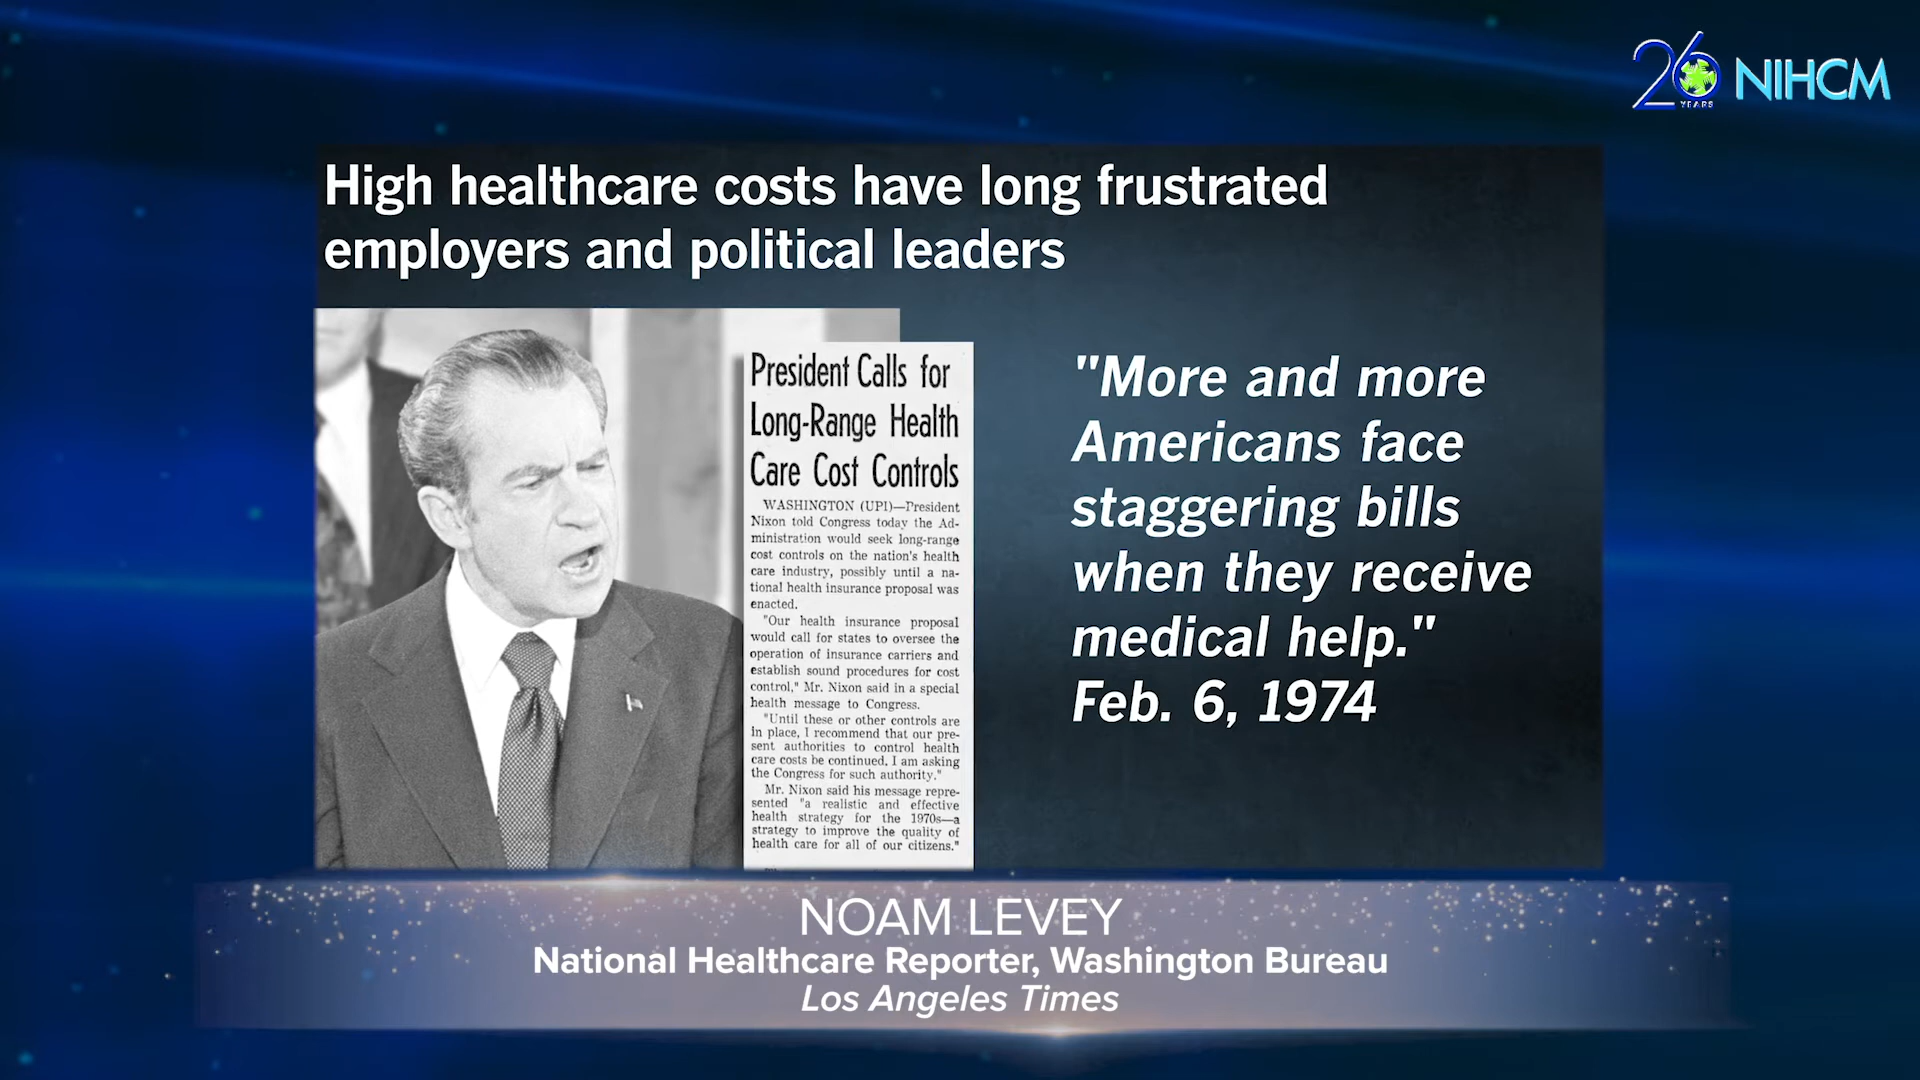 26
YEARS
NIHCM
High healthcare costs have long frustrated
employers and political leaders
President Calls for
Long-Range Health
Care Cost Controls
WASHINGTON (UPI)—President
Nixon told Congress today the Ad-
ministration would seek long-range
cost controls on the nation's health
care industry, possibly until a na-
tional health insurance proposal was
enacted.
"Our health insurance proposal
would call for states to oversee the
operation of insurance carriers and
establish sound procedures for cost
control," Mr. Nixon said in a special
health message to Congress.
"Until these or other controls are
in place, I recommend that our pre-
sent authorities to control health
care costs be continued. I am asking
the Congress for such authority."
Mr. Nixon said his message repre-
sented "a realistic and effective
health strategy for the 1970s—a
strategy to improve the quality of
health care for all of our citizens."
"More and more
Americans face
staggering bills
when they receive
medical help."
Feb. 6, 1974
NOAM LEVEY
National Healthcare Reporter, Washington Bureau
Los Angeles Times